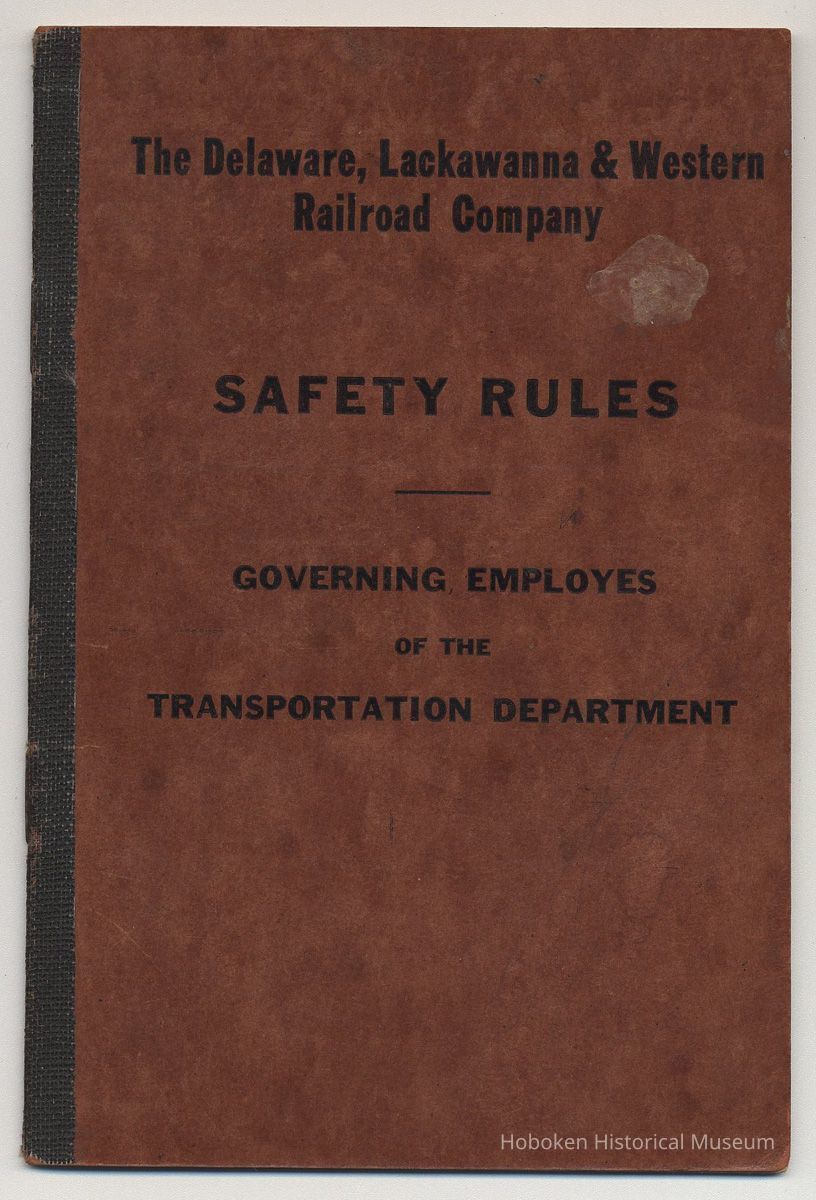 The Delaware, Lackawanna & Western
Railroad Company
SAFETY RULES
GOVERNING EMPLOYES
OF THE
TRANSPORTATION DEPARTMENT
Hoboken Historical Museum